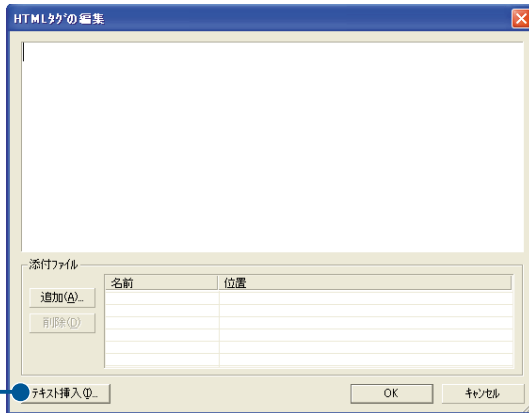 HTMLﾀｸﾞの編集
添付ﾌｧｲﾙ
名前 位置
追加(A)...
削除(D)
ﾃｷｽﾄ挿入(I)...
OK ｷｬﾝｾﾙ